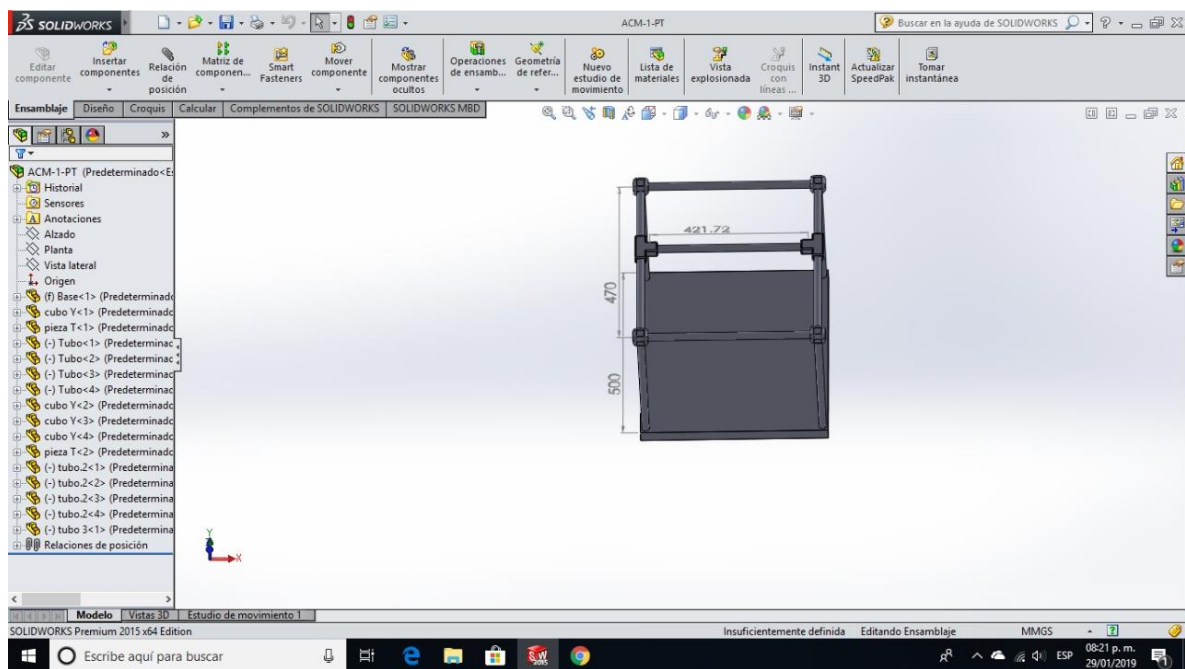 SOLIDWORKS
ACM-1-PT
Buscar en la ayuda de SOLIDWORKS
Editar componente
Insertar componentes
Relación de posición
Matriz de componen...
Smart Fasteners
Mover componente
Mostrar componentes ocultos
Operaciones de ensamb...
Geometría de refer...
Nuevo estudio de movimiento
Lista de materiales
Vista explosionada
Croquis con líneas ...
Instant 3D
Actualizar SpeedPak
Tomar instantánea
Ensamblaje Diseño Croquis Calcular Complementos de SOLIDWORKS SOLIDWORKS MBD
ACM-1-PT (Predeterminado<E
Historial
Sensores
Anotaciones
Alzado
Planta
Vista lateral
Origen
(f) Base<1> (Predeterminado
cubo Y<1> (Predeterminado
pieza T<1> (Predeterminado
(-) Tubo<1> (Predeterminac
(-) Tubo<2> (Predeterminac
(-) Tubo<3> (Predeterminac
(-) Tubo<4> (Predeterminac
cubo Y<2> (Predeterminado
cubo Y<3> (Predeterminado
cubo Y<4> (Predeterminado
pieza T<2> (Predeterminado
(-) tubo.2<1> (Predetermina
(-) tubo.2<2> (Predetermina
(-) tubo.2<3> (Predetermina
(-) tubo.2<4> (Predetermina
(-) tubo 3<1> (Predetermina
Relaciones de posición
421.72
470
500
Y
X
Modelo Vistas 3D Estudio de movimiento 1
SOLIDWORKS Premium 2015 x64 Edition
Insuficientemente definida Editando Ensamblaje MMGS
Escribe aquí para buscar
ESP
08:21 p. m.
29/01/2019